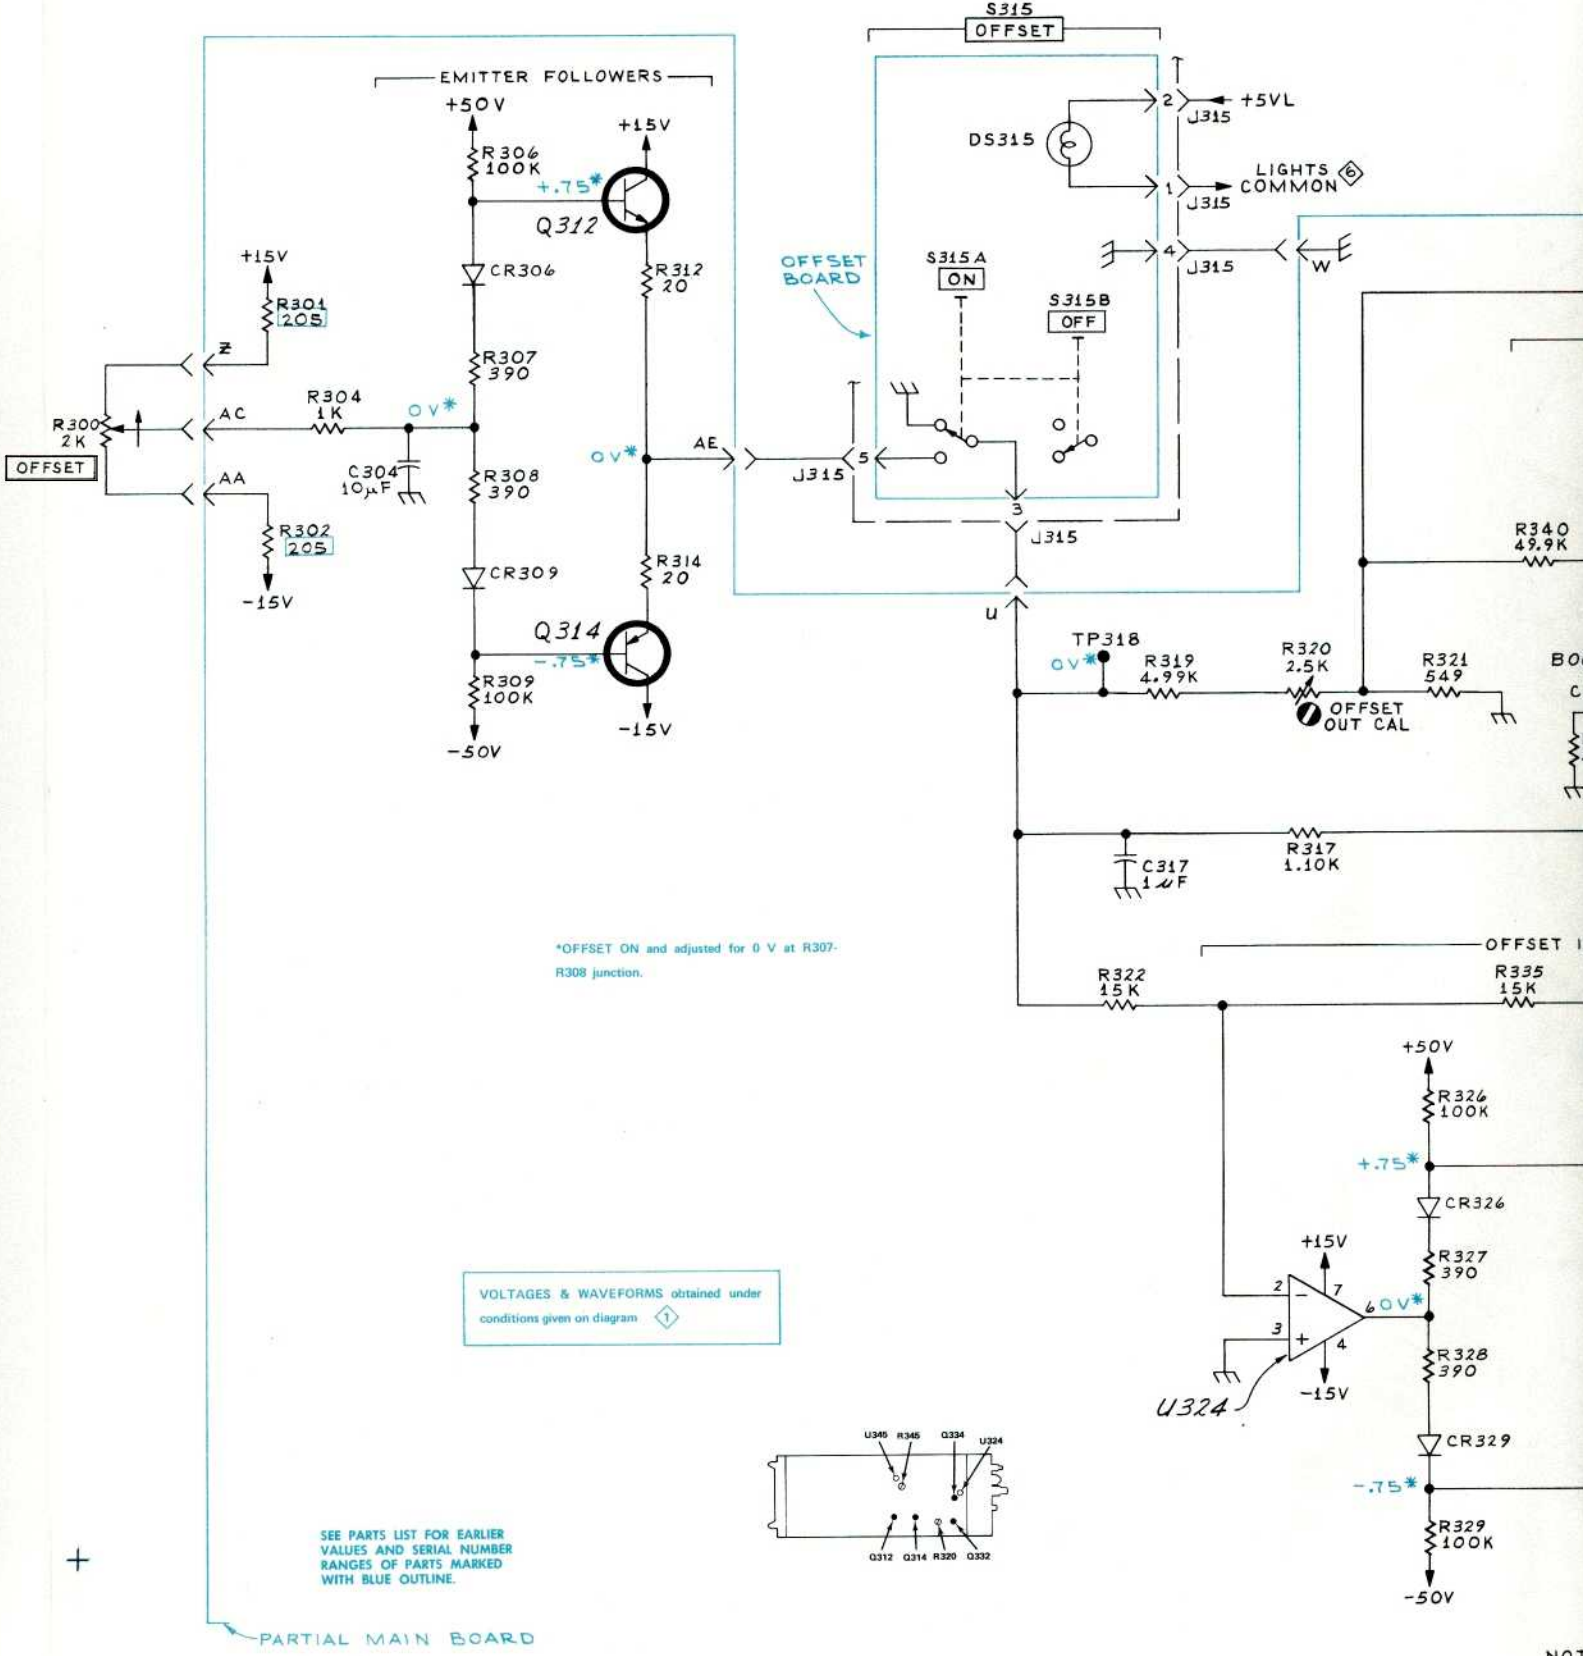 S315
OFFSET
EMITTER FOLLOWERS
+50V
+15V
R306
100K
+.75*
Q312
CR306
R312
20
+15V
R301
205
Z
R307
390
R304
1K
0V*
AC
R300
2K
OFFSET
C304
10µF
R308
390
AA
R302
205
-15V
0V*
AE
J315
CR309
R314
20
Q314
-.75*
R309
100K
-50V
-15V
DS315
2
+5VL
J315
1
LIGHTS
COMMON 6
J315
OFFSET
BOARD
S315A
ON
S315B
OFF
4
J315
W
5
3
J315
U
TP318
0V*
R319
4.99K
R320
2.5K
OFFSET
OUT CAL
R321
549
R340
49.9K
C317
1µF
R317
1.10K
*OFFSET ON and adjusted for 0 V at R307-
R308 junction.
OFFSET
R322
15K
R335
15K
+50V
R326
100K
+.75*
CR326
R327
390
+15V
2
-
7
6
0V*
3
+
4
-15V
U324
R328
390
CR329
-.75*
R329
100K
-50V
VOLTAGES & WAVEFORMS obtained under
conditions given on diagram 1
U345 R345 Q334 U324
Q312 Q314 R320 Q332
SEE PARTS LIST FOR EARLIER
VALUES AND SERIAL NUMBER
RANGES OF PARTS MARKED
WITH BLUE OUTLINE.
PARTIAL MAIN BOARD